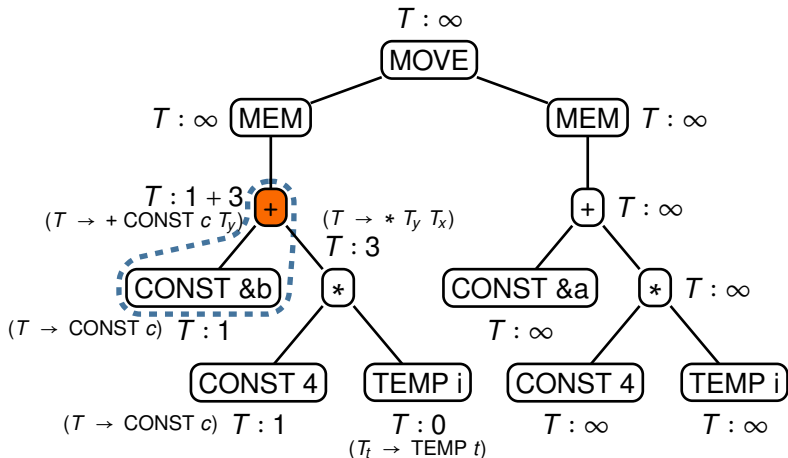 T : ∞
MOVE
T : ∞ MEM MEM T : ∞
T : 1 + 3
(T → + CONST c T_y) + (T → * T_y T_x) + T : ∞
T : 3
CONST &b * CONST &a * T : ∞
(T → CONST c) T : 1 T : ∞
CONST 4 TEMP i CONST 4 TEMP i
(T → CONST c) T : 1 T : 0 T : ∞ T : ∞
(T_t → TEMP t)